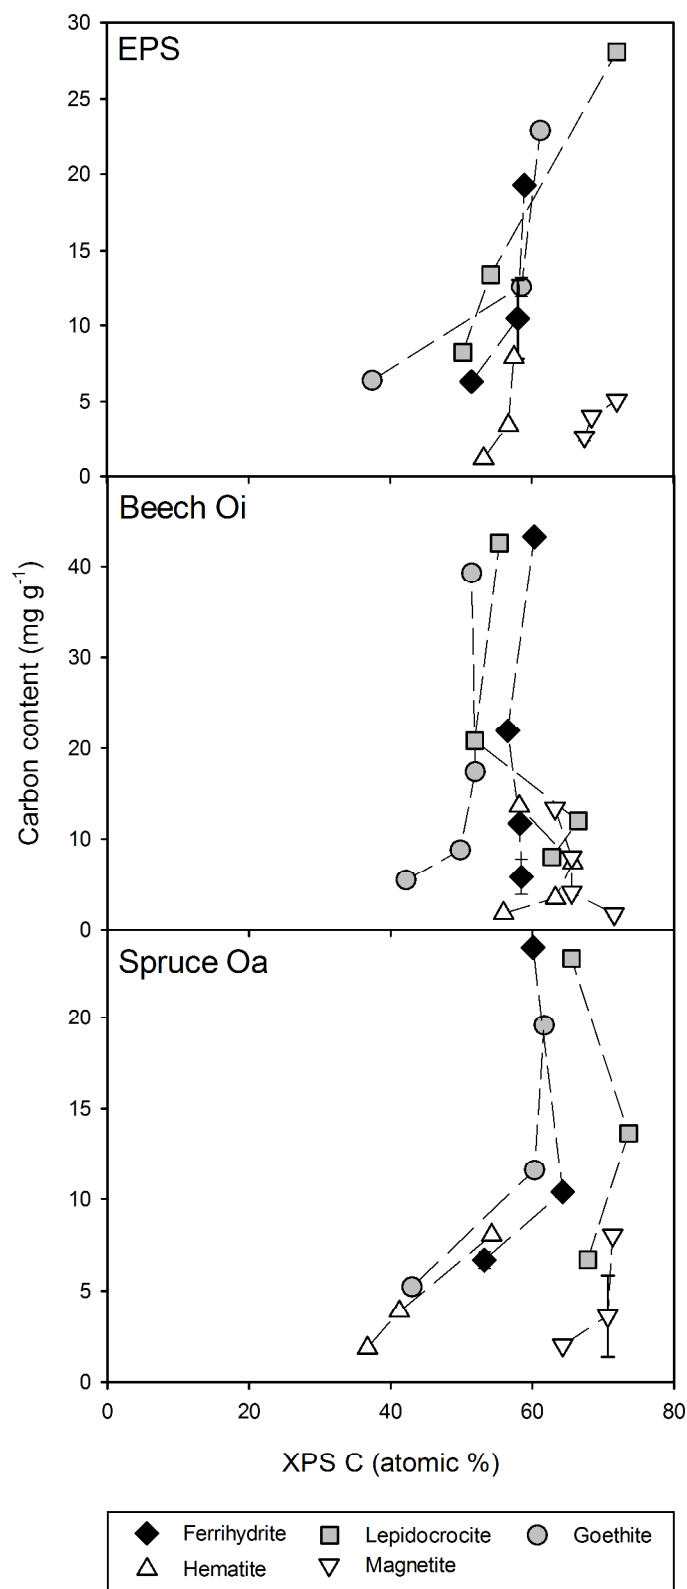 30
EPS
25
20
15
10
5
0
Beech Oi
40
30
20
10
0
Carbon content (mg g⁻¹)
Spruce Oa
20
15
10
5
0
0 20 40 60 80
XPS C (atomic %)
Ferrihydrite Lepidocrocite Goethite
Hematite Magnetite